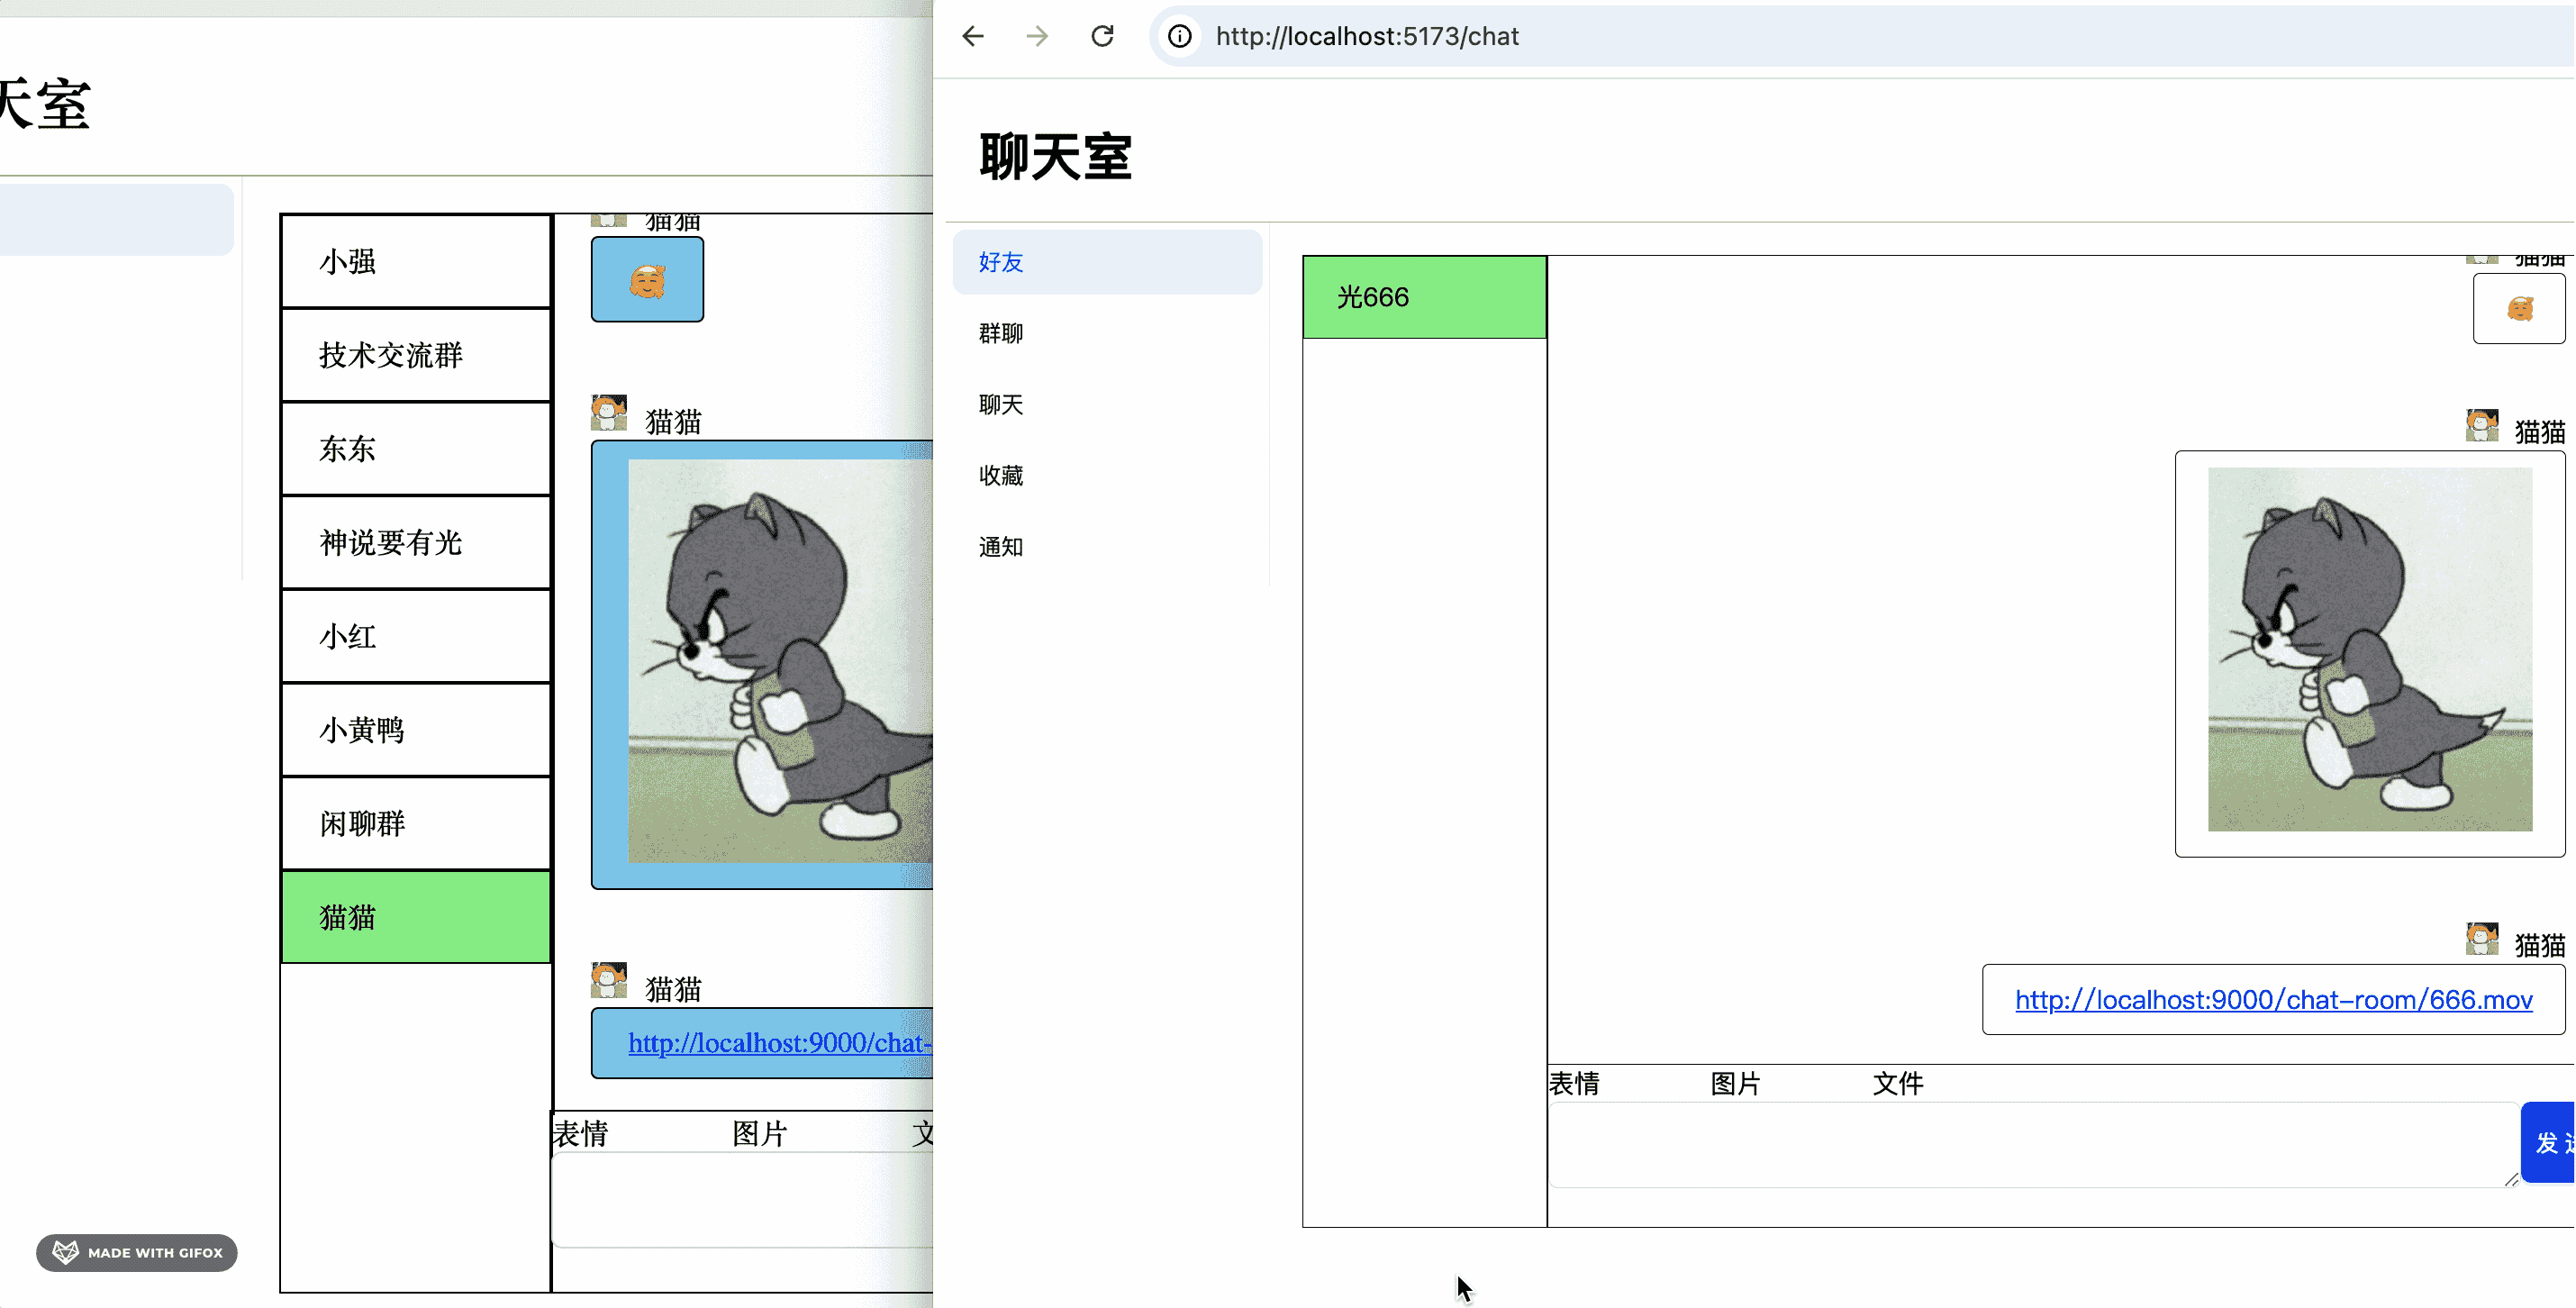 天室
小强
技术交流群
东东
神说要有光
小红
小黄鸭
闲聊群
猫猫
猫猫
猫猫
猫猫
http://localhost:9000/chat-
表情 图片 文
MADE WITH GIFOX
http://localhost:5173/chat
聊天室
好友
群聊
聊天
收藏
通知
光666
猫猫
猫猫
猫猫
http://localhost:9000/chat-room/666.mov
表情 图片 文件
发 送